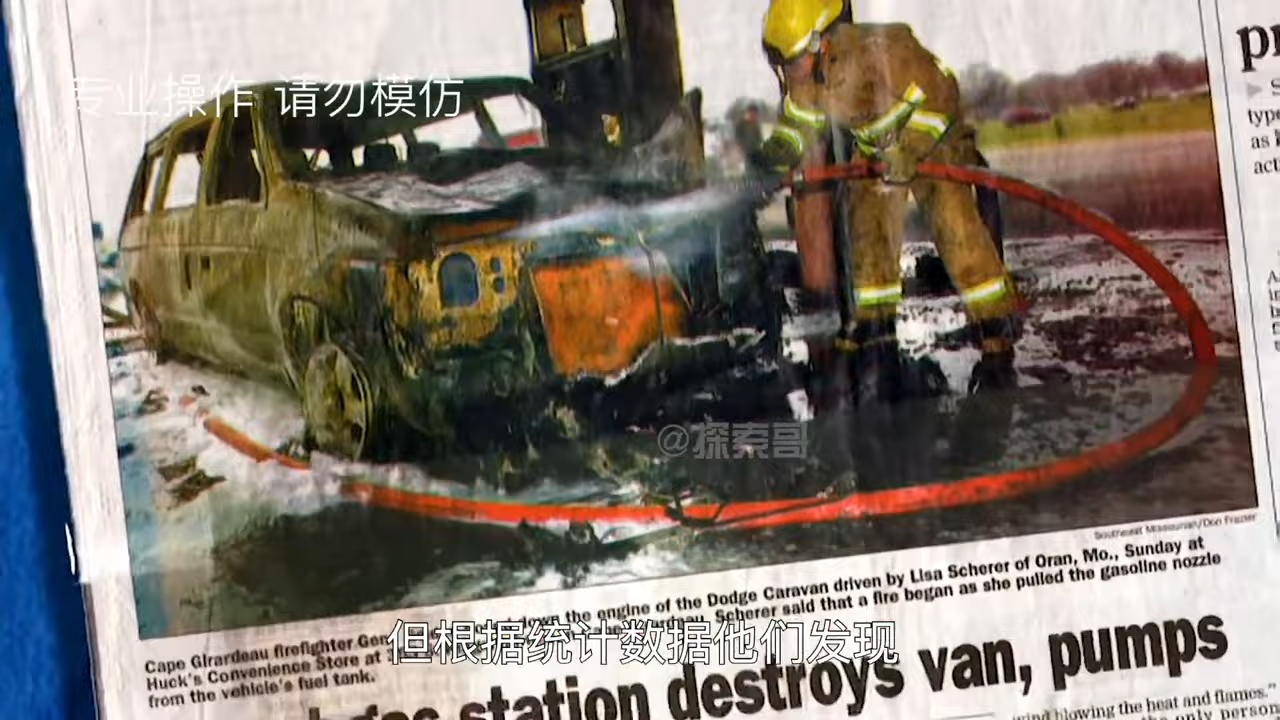 专业操作 请勿模仿
pr
S
type
as
act
@探索哥
Southeast Missourian/Don Frazier
Cape Girardeau firefighter down the engine of the Dodge Caravan driven by Lisa Scherer of Oran, Mo., Sunday at
Huck's Convenience Store at Scherer said that a fire began as she pulled the gasoline nozzle
from the vehicle's fuel tank.
但根据统计数据他们发现
gas station destroys van, pumps
wind blowing the heat and flames."